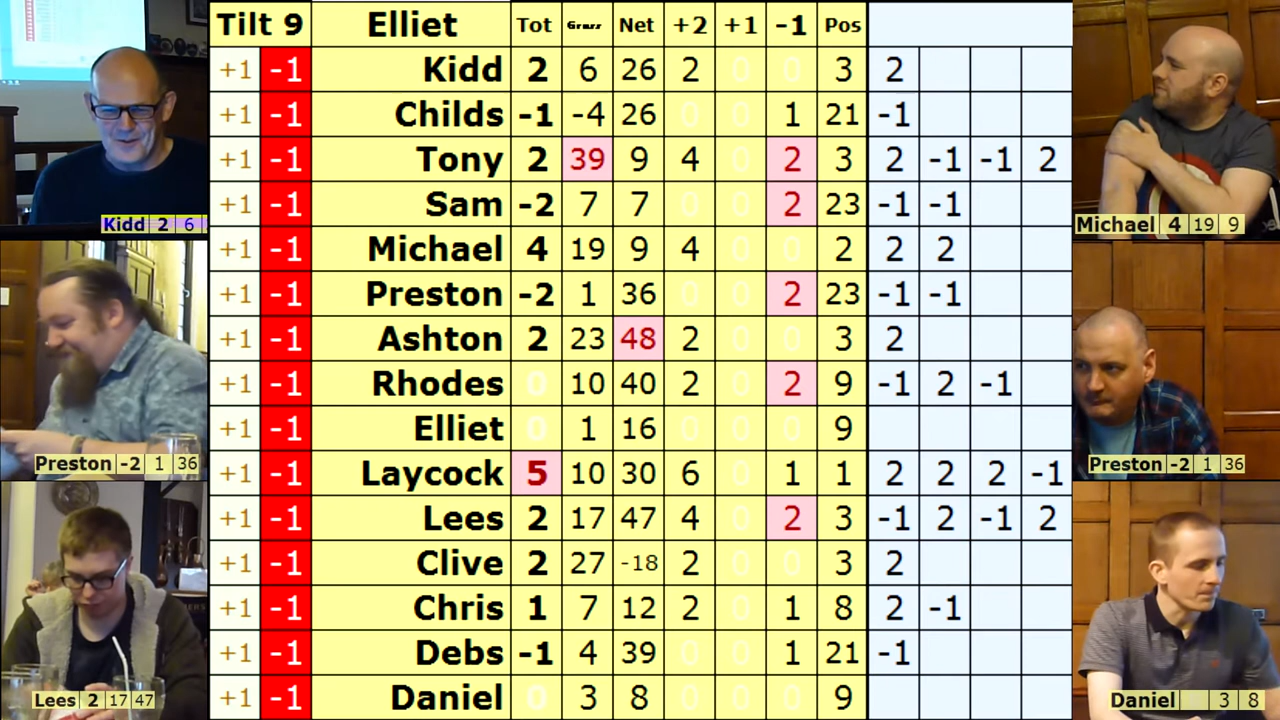 Tilt 9 Elliet Tot Gross Net +2 +1 -1 Pos
+1 -1 Kidd 2 6 26 2 0 0 3 2
+1 -1 Childs -1 -4 26 0 0 1 21 -1
+1 -1 Tony 2 39 9 4 0 2 3 2 -1 -1 2
+1 -1 Sam -2 7 7 0 0 2 23 -1 -1
+1 -1 Michael 4 19 9 4 0 0 2 2 2
+1 -1 Preston -2 1 36 0 0 2 23 -1 -1
+1 -1 Ashton 2 23 48 2 0 0 3 2
+1 -1 Rhodes 0 10 40 2 0 2 9 -1 2 -1
+1 -1 Elliet 0 1 16 0 0 0 9
+1 -1 Laycock 5 10 30 6 0 1 1 2 2 2 -1
+1 -1 Lees 2 17 47 4 0 2 3 -1 2 -1 2
+1 -1 Clive 2 27 -18 2 0 0 3 2
+1 -1 Chris 1 7 12 2 0 1 8 2 -1
+1 -1 Debs -1 4 39 0 0 1 21 -1
+1 -1 Daniel 0 3 8 0 0 0 9
Kidd 2 6
Preston -2 1 36
Lees 2 17 47
Michael 4 19 9
Preston -2 1 36
Daniel 3 8